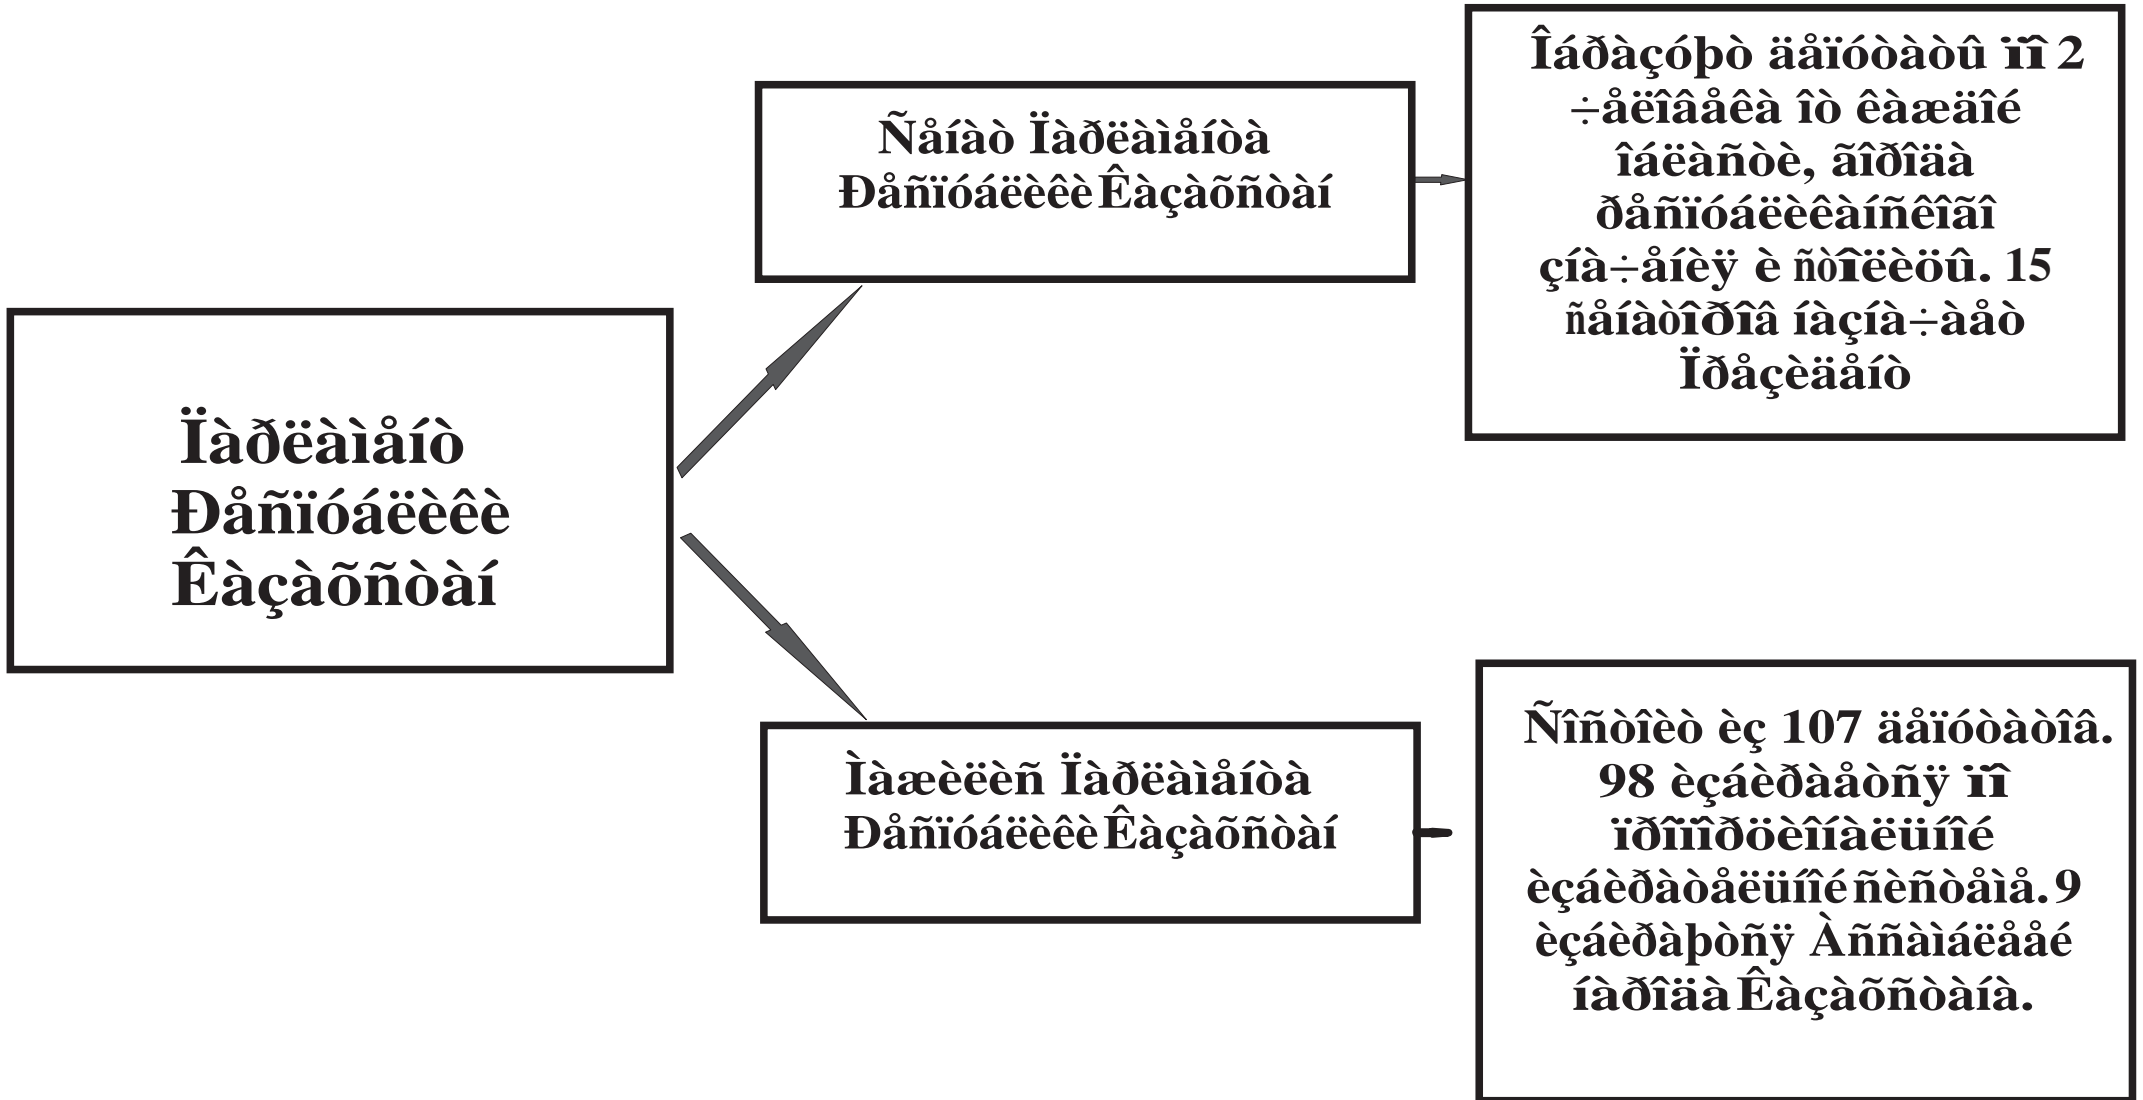 Ïàðëàìåíò
Ðåñïóáëèêè
Êàçàõñòàí
Ñåíàò Ïàðëàìåíòà
Ðåñïóáëèêè Êàçàõñòàí
Îáðàçóþò äåïóòàòû ïî 2
÷åëîâåêà îò êàæäîé
îáëàñòè, ãîðîäà
ðåñïóáëèêàíñêîãî
çíà÷åíèÿ è ñòîëèöû. 15
ñåíàòîðîâ íàçíà÷àåò
Ïðåçèäåíò
Ìàæèëèñ Ïàðëàìåíòà
Ðåñïóáëèêè Êàçàõñòàí
Ñîñòîèò èç 107 äåïóòàòîâ.
98 èçáèðàåòñÿ ïî
ïðîïîðöèîíàëüíîé
èçáèðàòåëüíîé ñèñòåìå. 9
èçáèðàþòñÿ Àññàìáëååé
íàðîäà Êàçàõñòàíà.